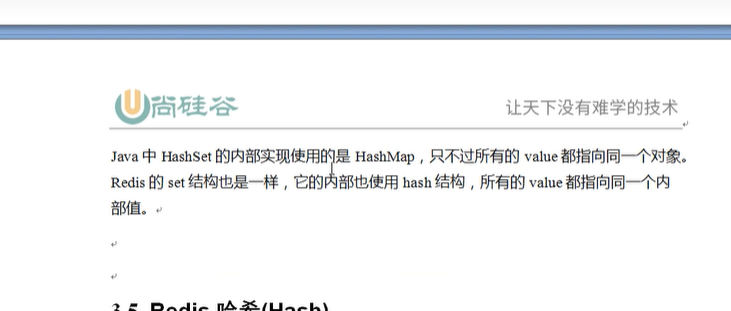 尚硅谷
让天下没有难学的技术
Java 中 HashSet 的内部实现使用的是 HashMap，只不过所有的 value 都指向同一个对象。
Redis 的 set 结构也是一样，它的内部也使用 hash 结构，所有的 value 都指向同一个内
部值。
3.5. Redis 哈希(Hash)